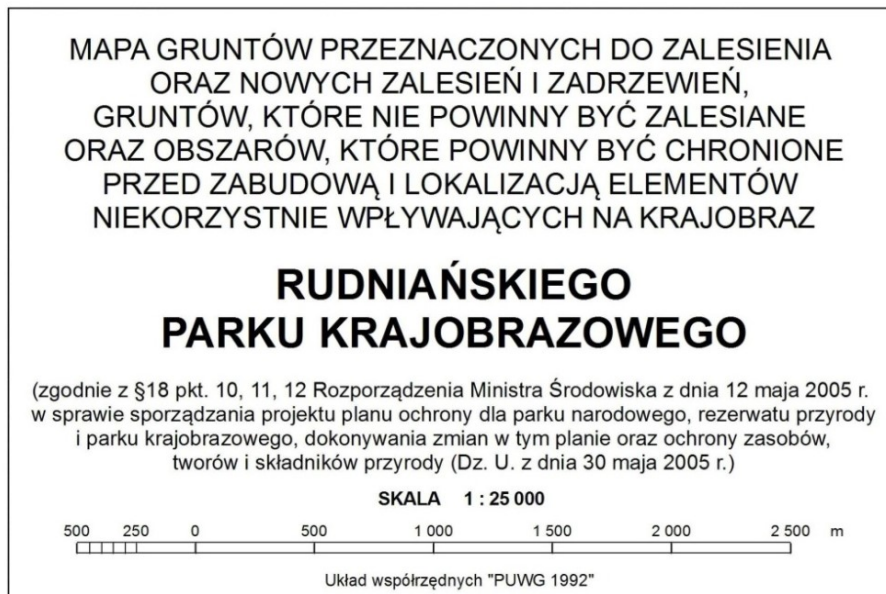 MAPA GRUNTÓW PRZEZNACZONYCH DO ZALESIENIA
ORAZ NOWYCH ZALESIEŃ I ZADRZEWIEŃ,
GRUNTÓW, KTÓRE NIE POWINNY BYĆ ZALESIANE
ORAZ OBSZARÓW, KTÓRE POWINNY BYĆ CHRONIONE
PRZED ZABUDOWĄ I LOKALIZACJĄ ELEMENTÓW
NIEKORZYSTNIE WPŁYWAJĄCYCH NA KRAJOBRAZ
RUDNIAŃSKIEGO
PARKU KRAJOBRAZOWEGO
(zgodnie z §18 pkt. 10, 11, 12 Rozporządzenia Ministra Środowiska z dnia 12 maja 2005 r.
w sprawie sporządzania projektu planu ochrony dla parku narodowego, rezerwatu przyrody
i parku krajobrazowego, dokonywania zmian w tym planie oraz ochrony zasobów,
tworów i składników przyrody (Dz. U. z dnia 30 maja 2005 r.)
SKALA 1 : 25 000
500 250 0 500 1 000 1 500 2 000 2 500 m
Układ współrzędnych "PUWG 1992"